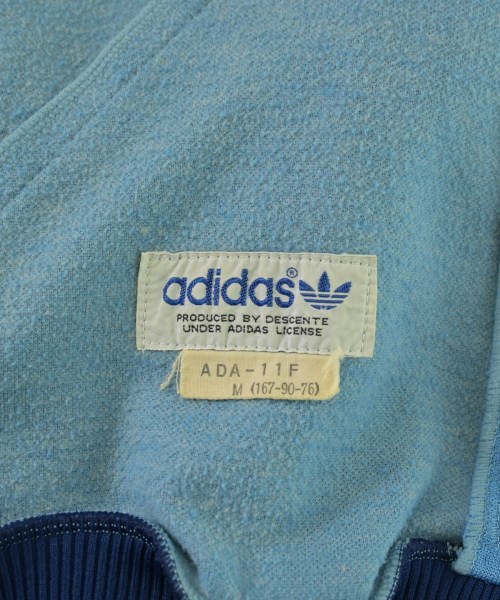 adidas®
PRODUCED BY DESCENTE
UNDER ADIDAS LICENSE
ADA-11F
M (167-90-76)